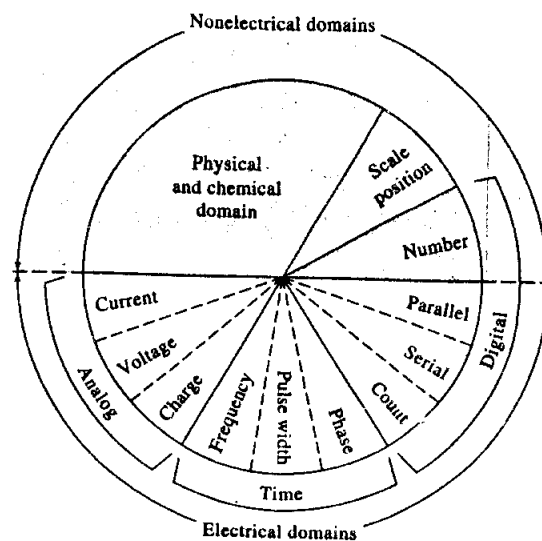 Nonelectrical domains
Physical
and chemical
domain
Scale
position
Number
Current
Voltage
Charge
Frequency
Pulse width
Phase
Count
Serial
Parallel
Analog
Time
Digital
Electrical domains